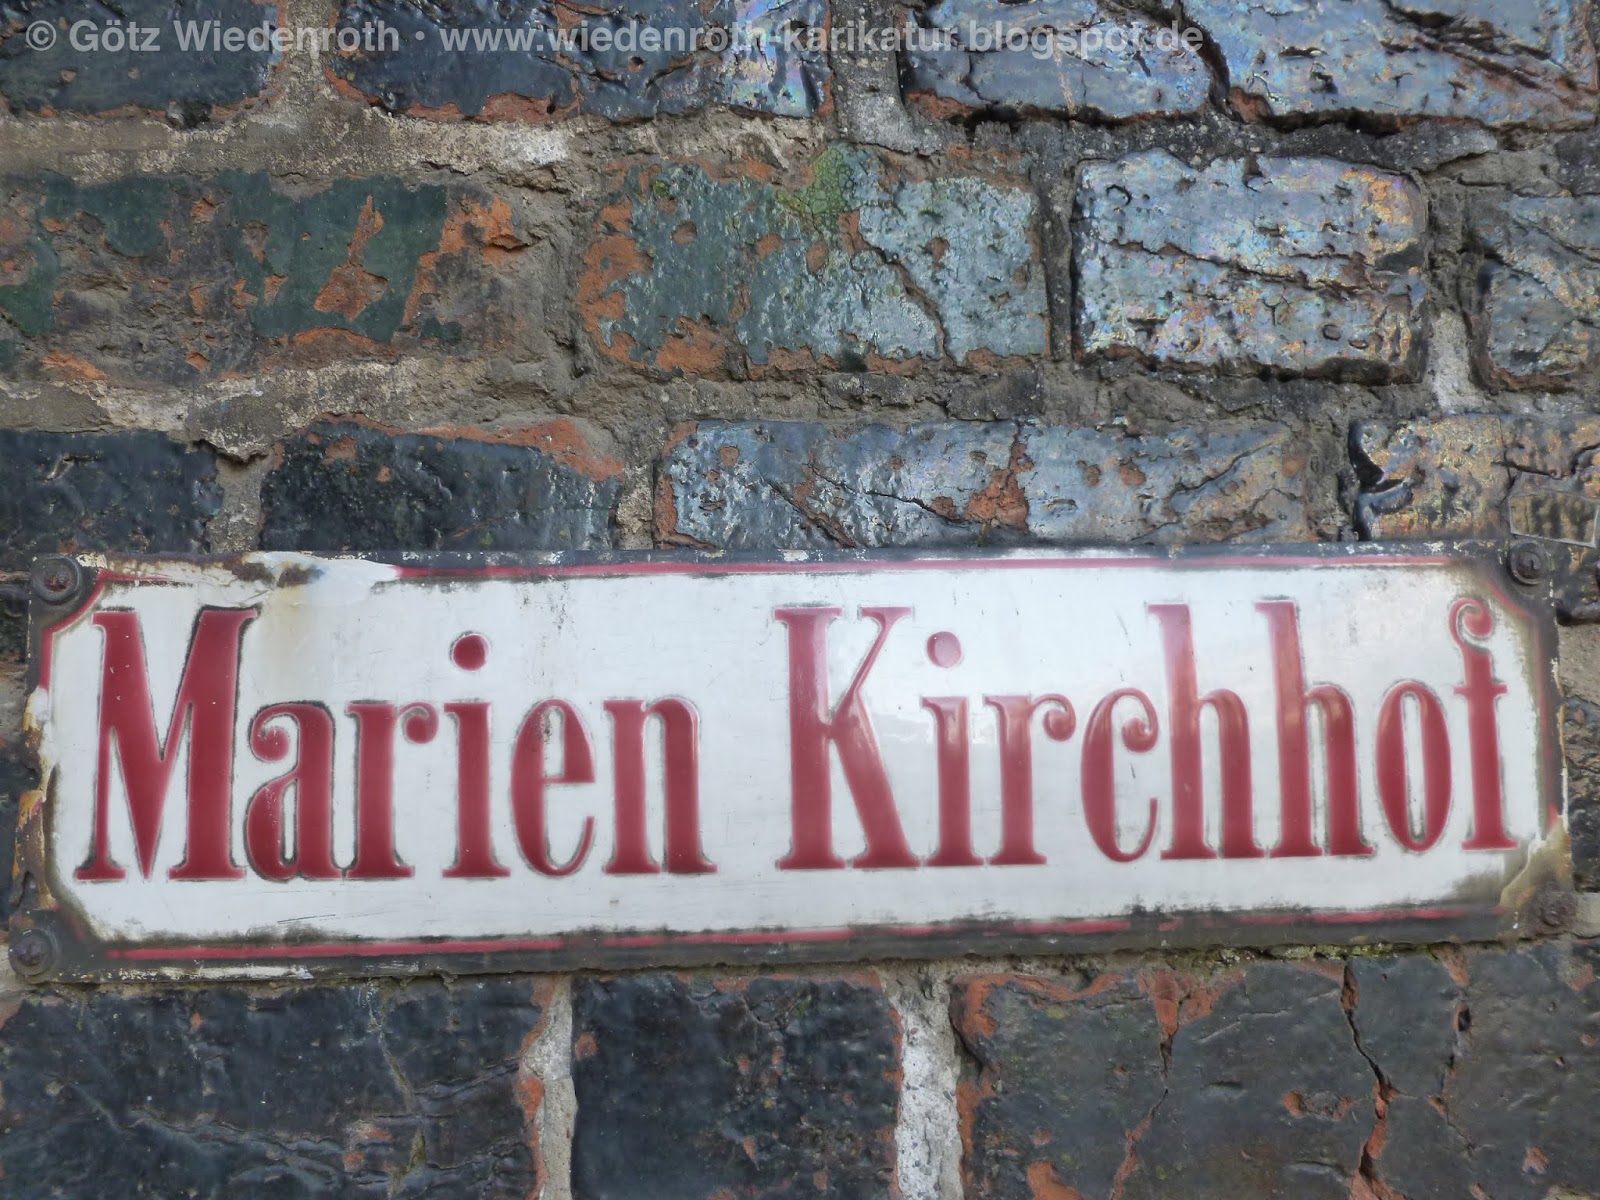 © Götz Wiedenroth • www.wiedenroth-karikatur.blogspot.de
Marien Kirchhof